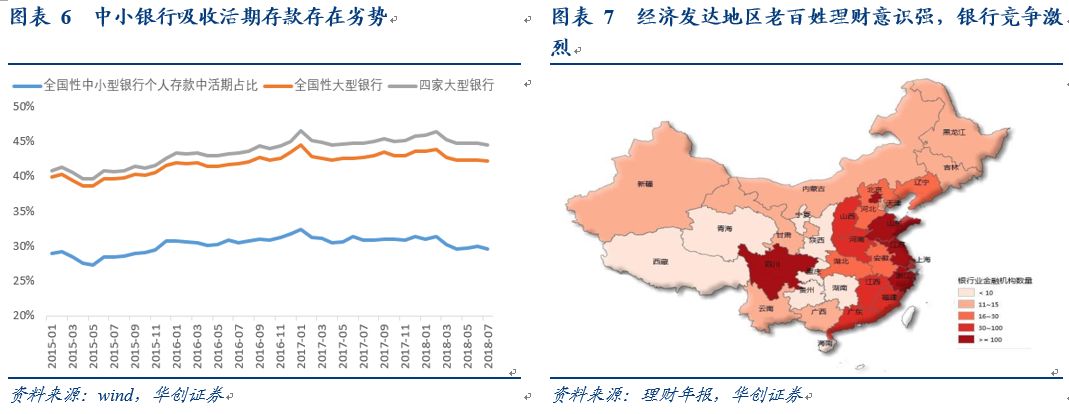 图表 6 中小银行吸收活期存款存在劣势
全国性中小型银行个人存款中活期占比
全国性大型银行
四家大型银行
50%
45%
40%
35%
30%
25%
20%
2015-01
2015-03
2015-05
2015-07
2015-09
2015-11
2016-01
2016-03
2016-05
2016-07
2016-09
2016-11
2017-01
2017-03
2017-05
2017-07
2017-09
2017-11
2018-01
2018-03
2018-05
2018-07
资料来源：wind，华创证券
图表 7 经济发达地区老百姓理财意识强，银行竞争激
烈
黑龙江
吉林
辽宁
新疆
内蒙古
北京
天津
河北
宁夏
山西
青海
甘肃
陕西
河南
西藏
四川
湖北
安徽
上海
贵州
湖南
江西
福建
云南
广西
广东
海南
银行业金融机构数量
< 10
11~15
16~30
30~100
>= 100
资料来源：理财年报，华创证券